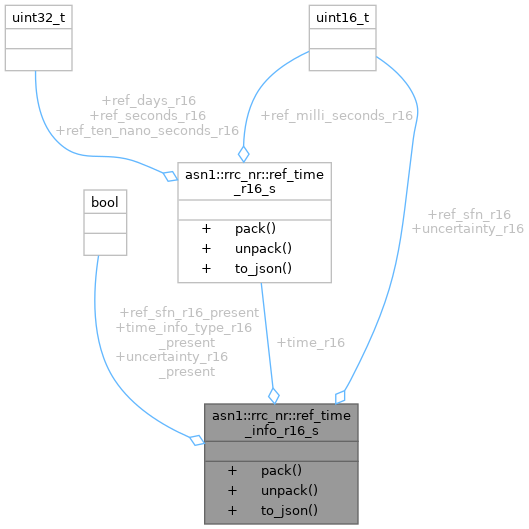 uint32_t
uint16_t
+ref_days_r16
+ref_seconds_r16
+ref_ten_nano_seconds_r16
+ref_milli_seconds_r16
asn1::rrc_nr::ref_time
_r16_s
+ pack()
+ unpack()
+ to_json()
bool
+ref_sfn_r16
+uncertainty_r16
+ref_sfn_r16_present
+time_info_type_r16
_present
+uncertainty_r16
_present
+time_r16
asn1::rrc_nr::ref_time
_info_r16_s
+ pack()
+ unpack()
+ to_json()